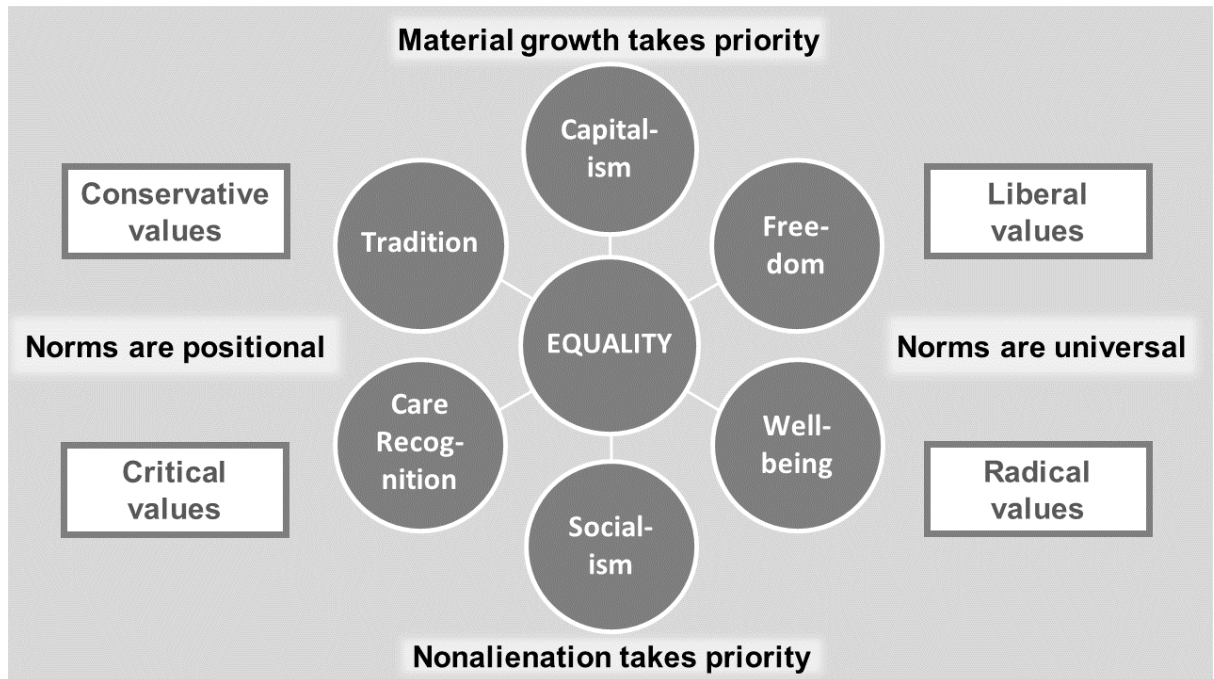 Material growth takes priority
Capital-
ism
Conservative
values
Tradition
Free-
dom
Liberal
values
Norms are positional
EQUALITY
Norms are universal
Care
Recog-
nition
Well-
being
Critical
values
Radical
values
Social-
ism
Nonalienation takes priority